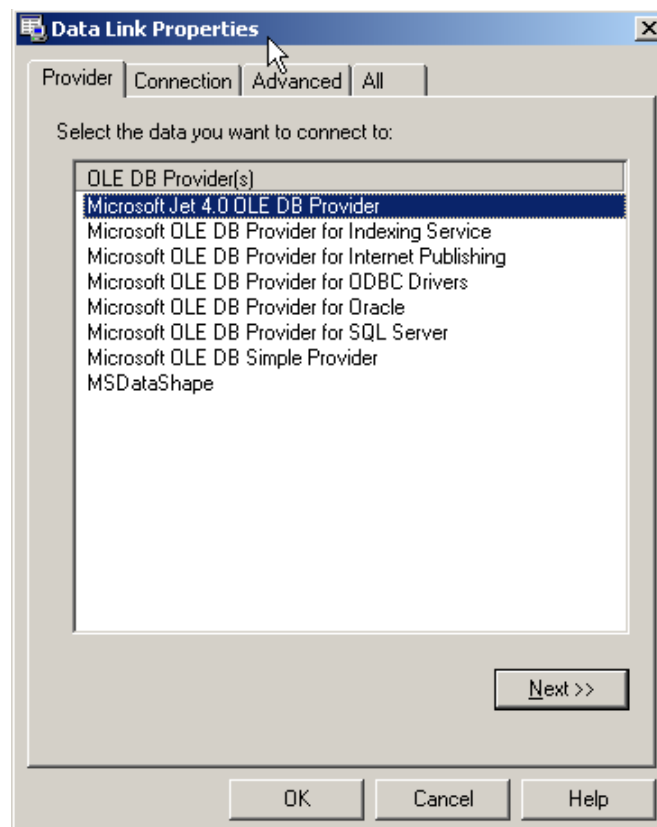 Data Link Properties
Provider Connection Advanced All
Select the data you want to connect to:
OLE DB Provider(s)
Microsoft Jet 4.0 OLE DB Provider
Microsoft OLE DB Provider for Indexing Service
Microsoft OLE DB Provider for Internet Publishing
Microsoft OLE DB Provider for ODBC Drivers
Microsoft OLE DB Provider for Oracle
Microsoft OLE DB Provider for SQL Server
Microsoft OLE DB Simple Provider
MSDataShape
Next >>
OK Cancel Help